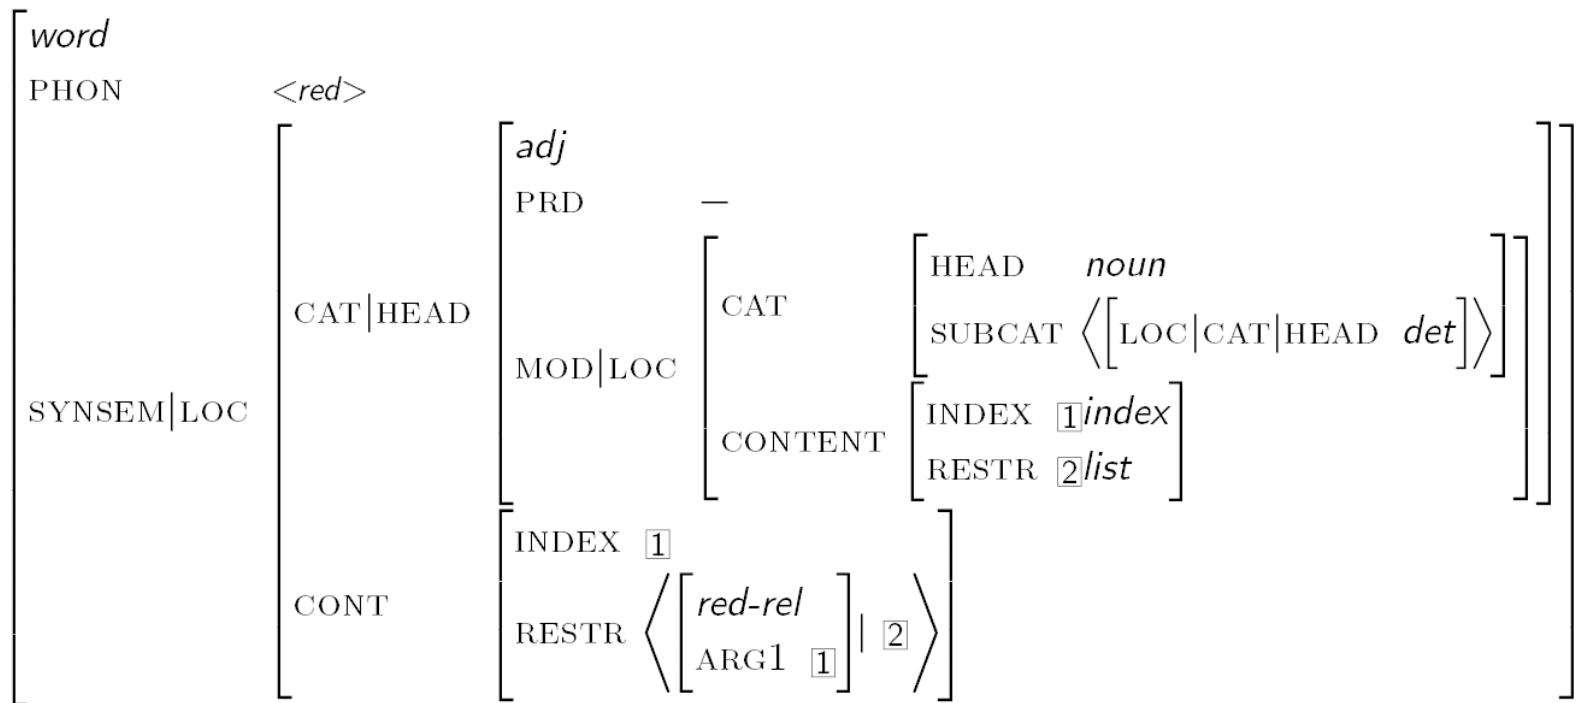 word
PHON <red>
adj
PRD −
HEAD noun
CAT
SUBCAT ⟨[LOC|CAT|HEAD det]⟩
CAT|HEAD
MOD|LOC
SYNSEM|LOC
INDEX 1 index
CONTENT
RESTR 2 list
INDEX 1
CONT
red-rel
RESTR ⟨[ARG1 1] | 2⟩